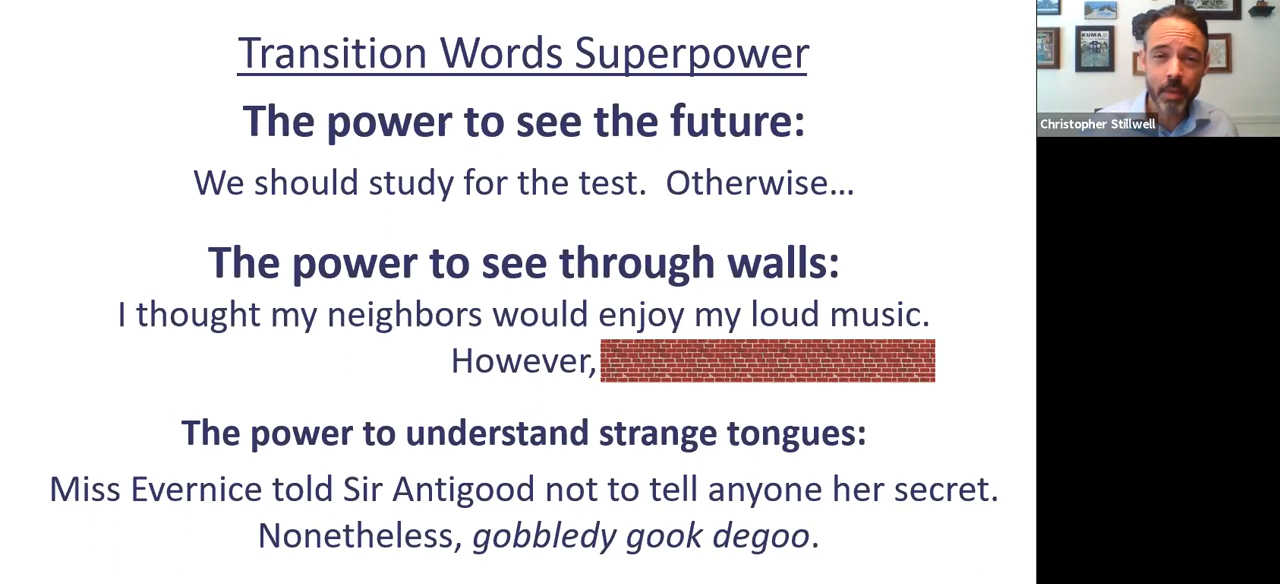 Transition Words Superpower
The power to see the future:
We should study for the test.  Otherwise…
The power to see through walls:
I thought my neighbors would enjoy my loud music.
However,
The power to understand strange tongues:
Miss Evernice told Sir Antigood not to tell anyone her secret.
Nonetheless, gobbledy gook degoo.
KUMA
Christopher Stillwell